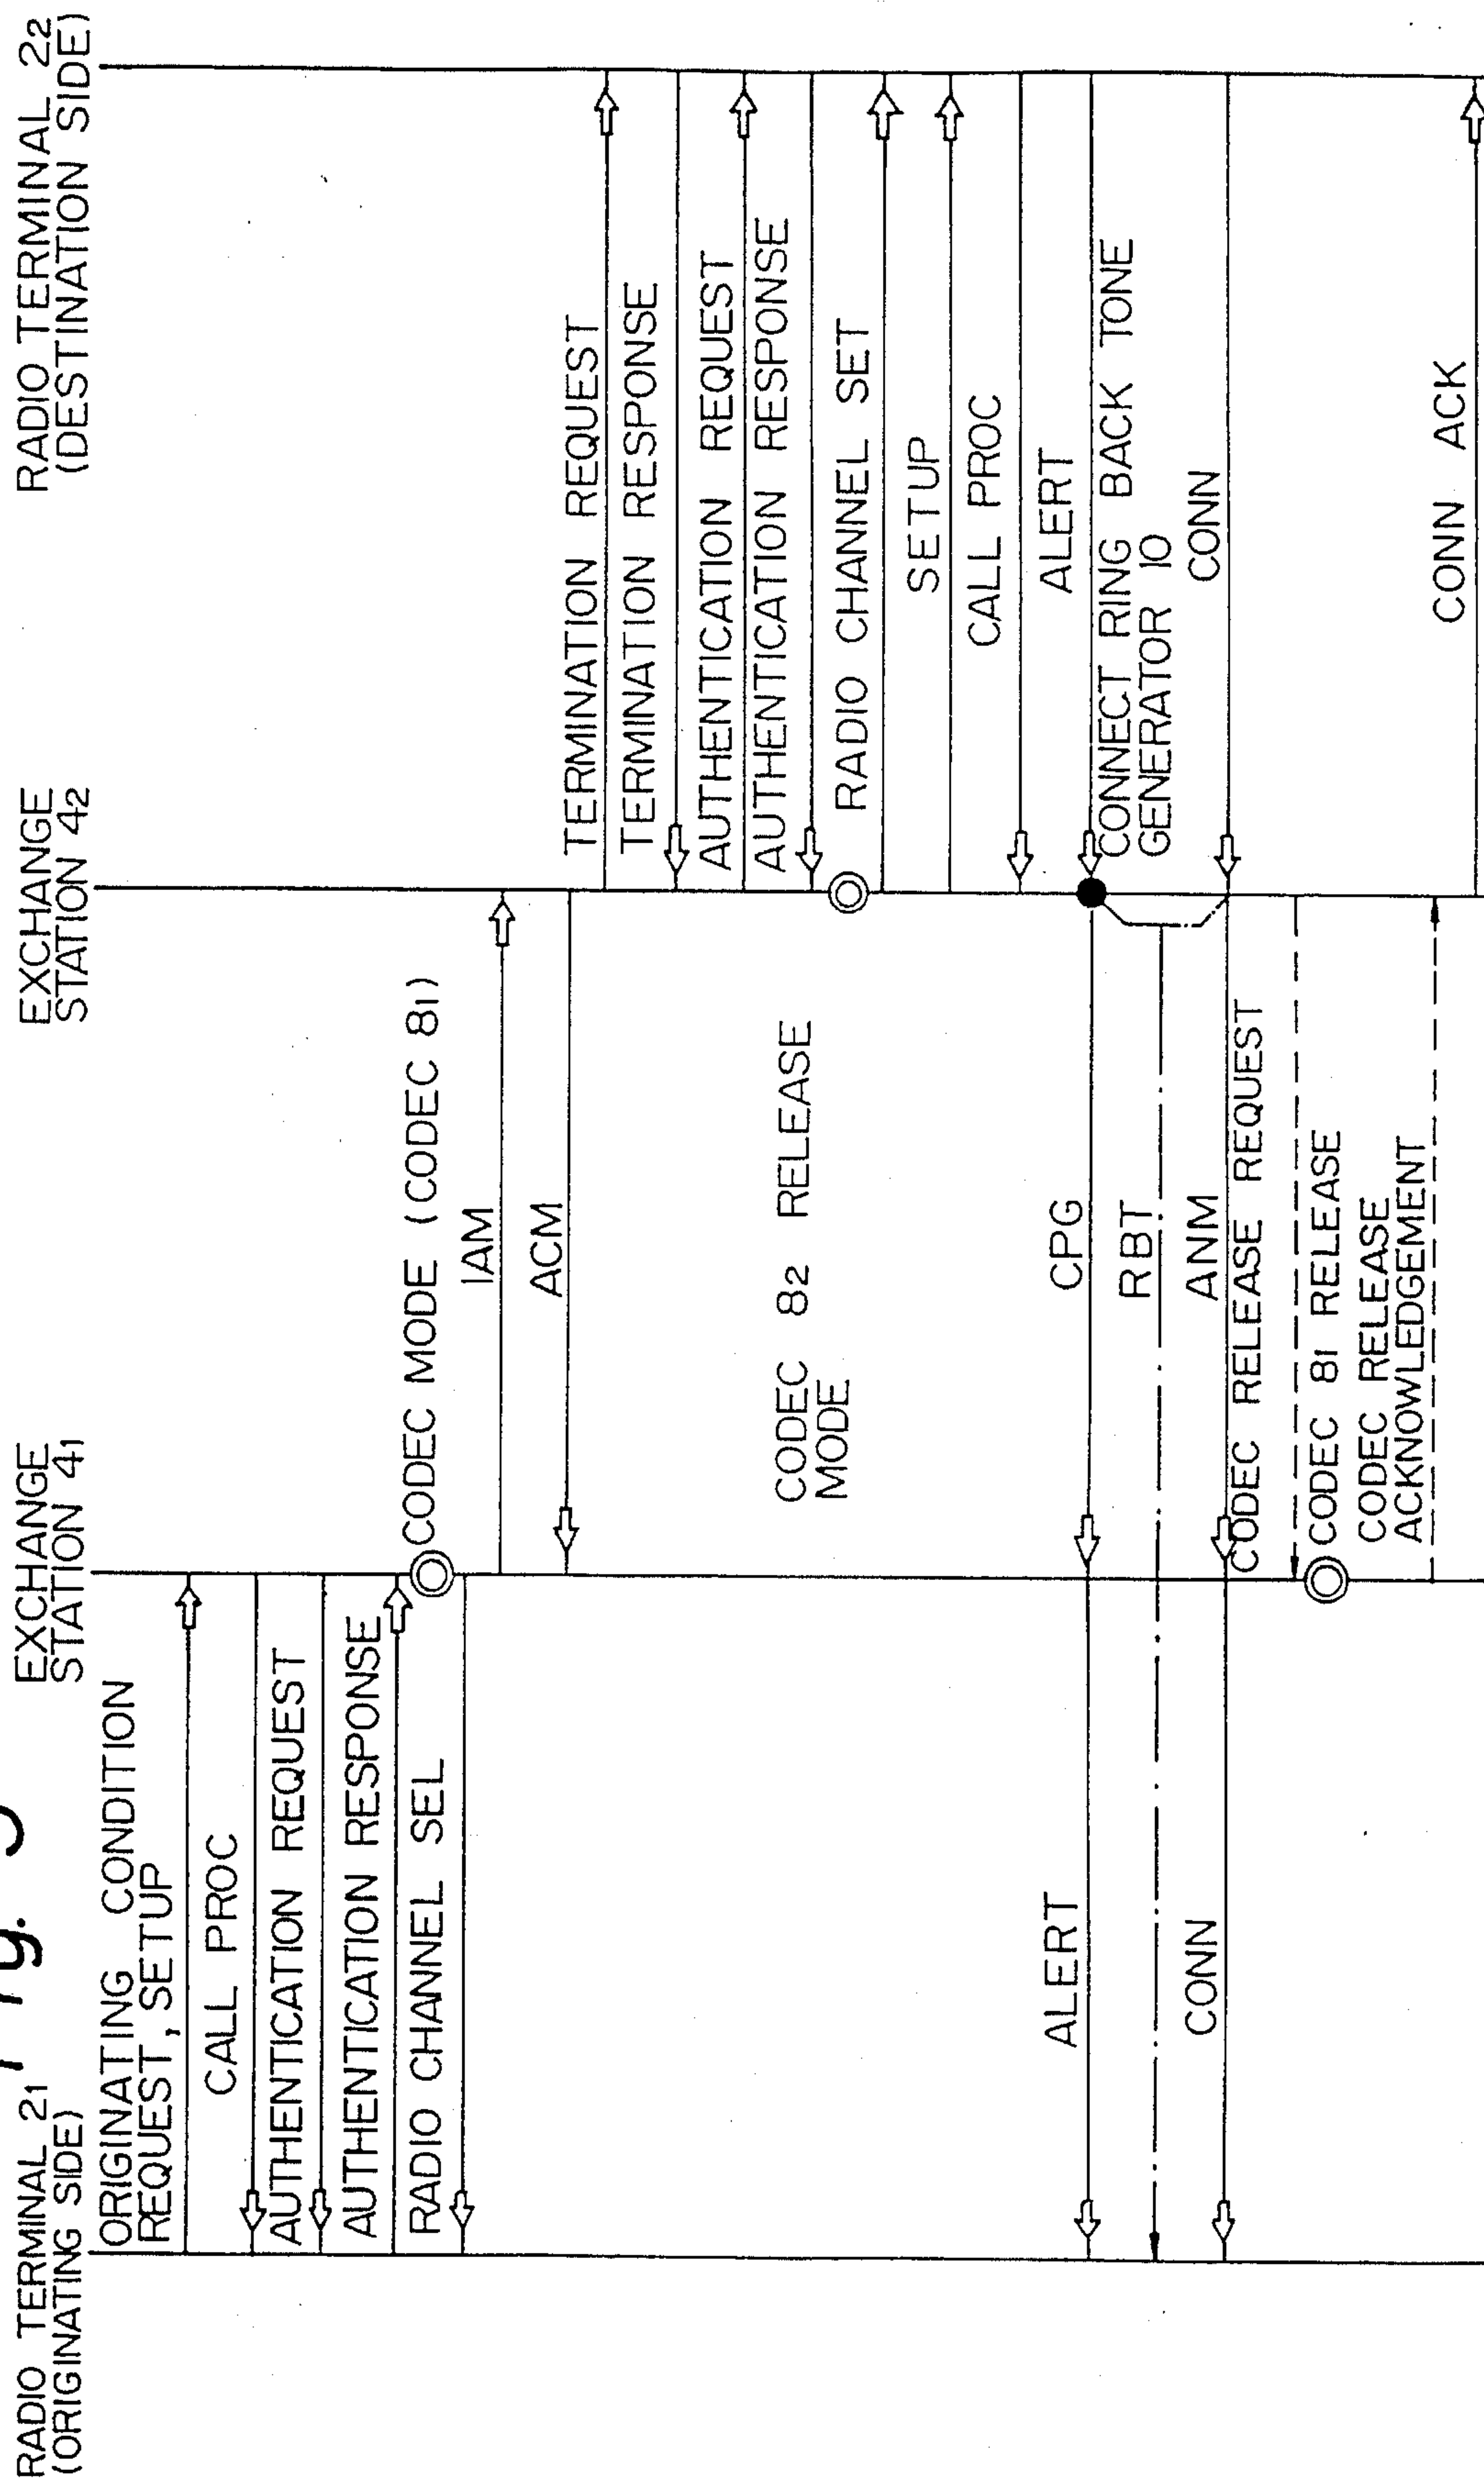 Fig.
RADIO TERMINAL 21
(ORIGINATING SIDE)
EXCHANGE
STATION 41
EXCHANGE
STATION 42
RADIO TERMINAL 22
(DESTINATION SIDE)
ORIGINATING CONDITION
REQUEST, SETUP
CALL PROC
AUTHENTICATION REQUEST
AUTHENTICATION RESPONSE
RADIO CHANNEL SEL
CODEC MODE (CODEC 81)
IAM
ACM
TERMINATION REQUEST
TERMINATION RESPONSE
AUTHENTICATION REQUEST
AUTHENTICATION RESPONSE
CODEC 82 RELEASE
MODE
RADIO CHANNEL SET
SETUP
CALL PROC
ALERT
CPG
ALERT
CONNECT RING BACK TONE
GENERATOR 10
RBT
CONN
ANM
CONN
CODEC RELEASE REQUEST
CODEC 81 RELEASE
CODEC RELEASE
ACKNOWLEDGEMENT
CONN ACK